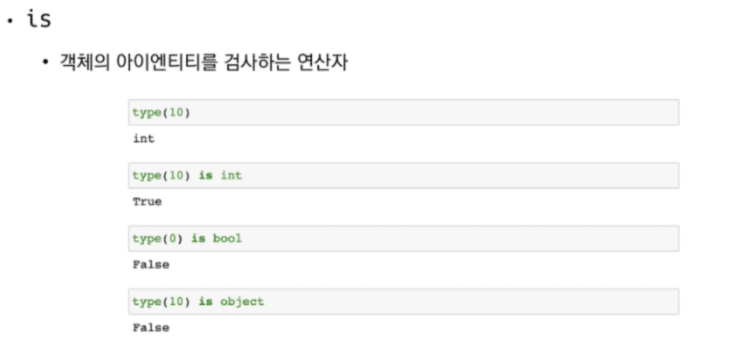 • is
• 객체의 아이엔티티를 검사하는 연산자
type(10)
int
type(10) is int
True
type(0) is bool
False
type(10) is object
False